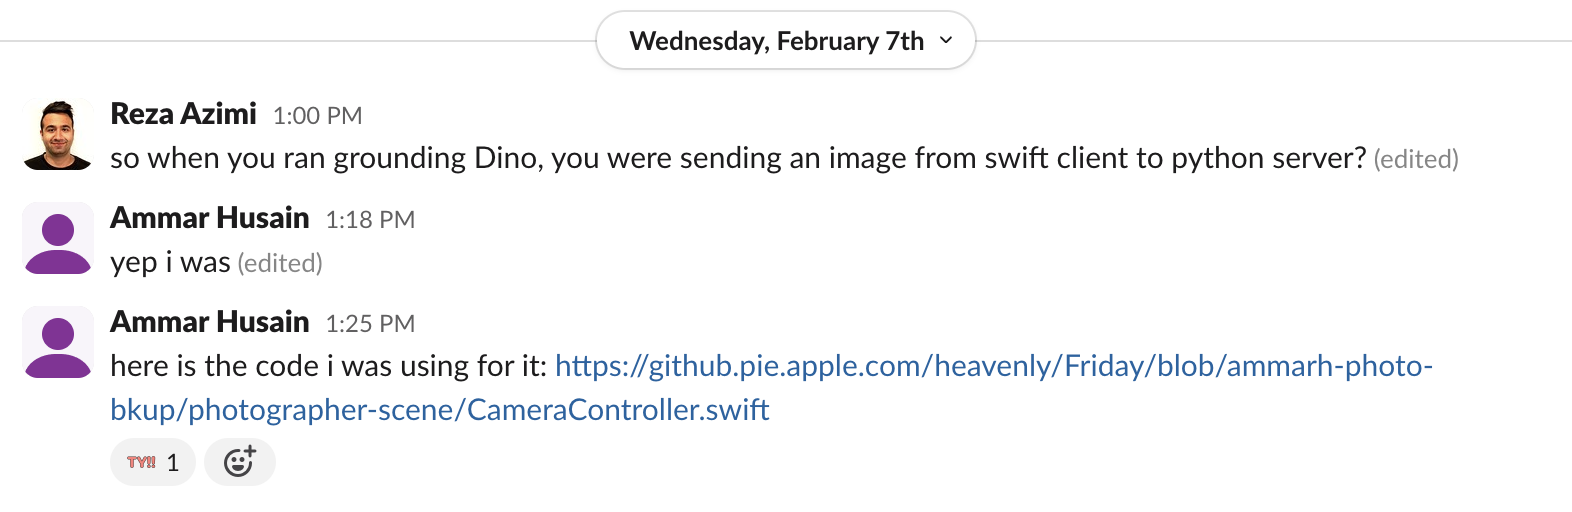 Wednesday, February 7th
Reza Azimi 1:00 PM
so when you ran grounding Dino, you were sending an image from swift client to python server? (edited)
Ammar Husain 1:18 PM
yep i was (edited)
Ammar Husain 1:25 PM
here is the code i was using for it: https://github.pie.apple.com/heavenly/Friday/blob/ammarh-photo-
bkup/photographer-scene/CameraController.swift
TY!! 1